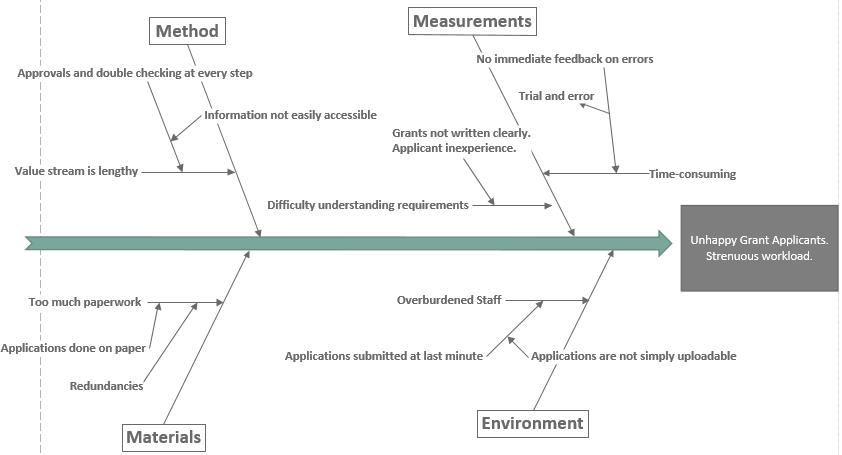 Method
Measurements
No immediate feedback on errors
Approvals and double checking at every step
Trial and error
Information not easily accessible
Grants not written clearly.
Applicant inexperience.
Value stream is lengthy
Time-consuming
Difficulty understanding requirements
Unhappy Grant Applicants.
Strenuous workload.
Too much paperwork
Overburdened Staff
Applications done on paper
Applications submitted at last minute
Applications are not simply uploadable
Redundancies
Environment
Materials